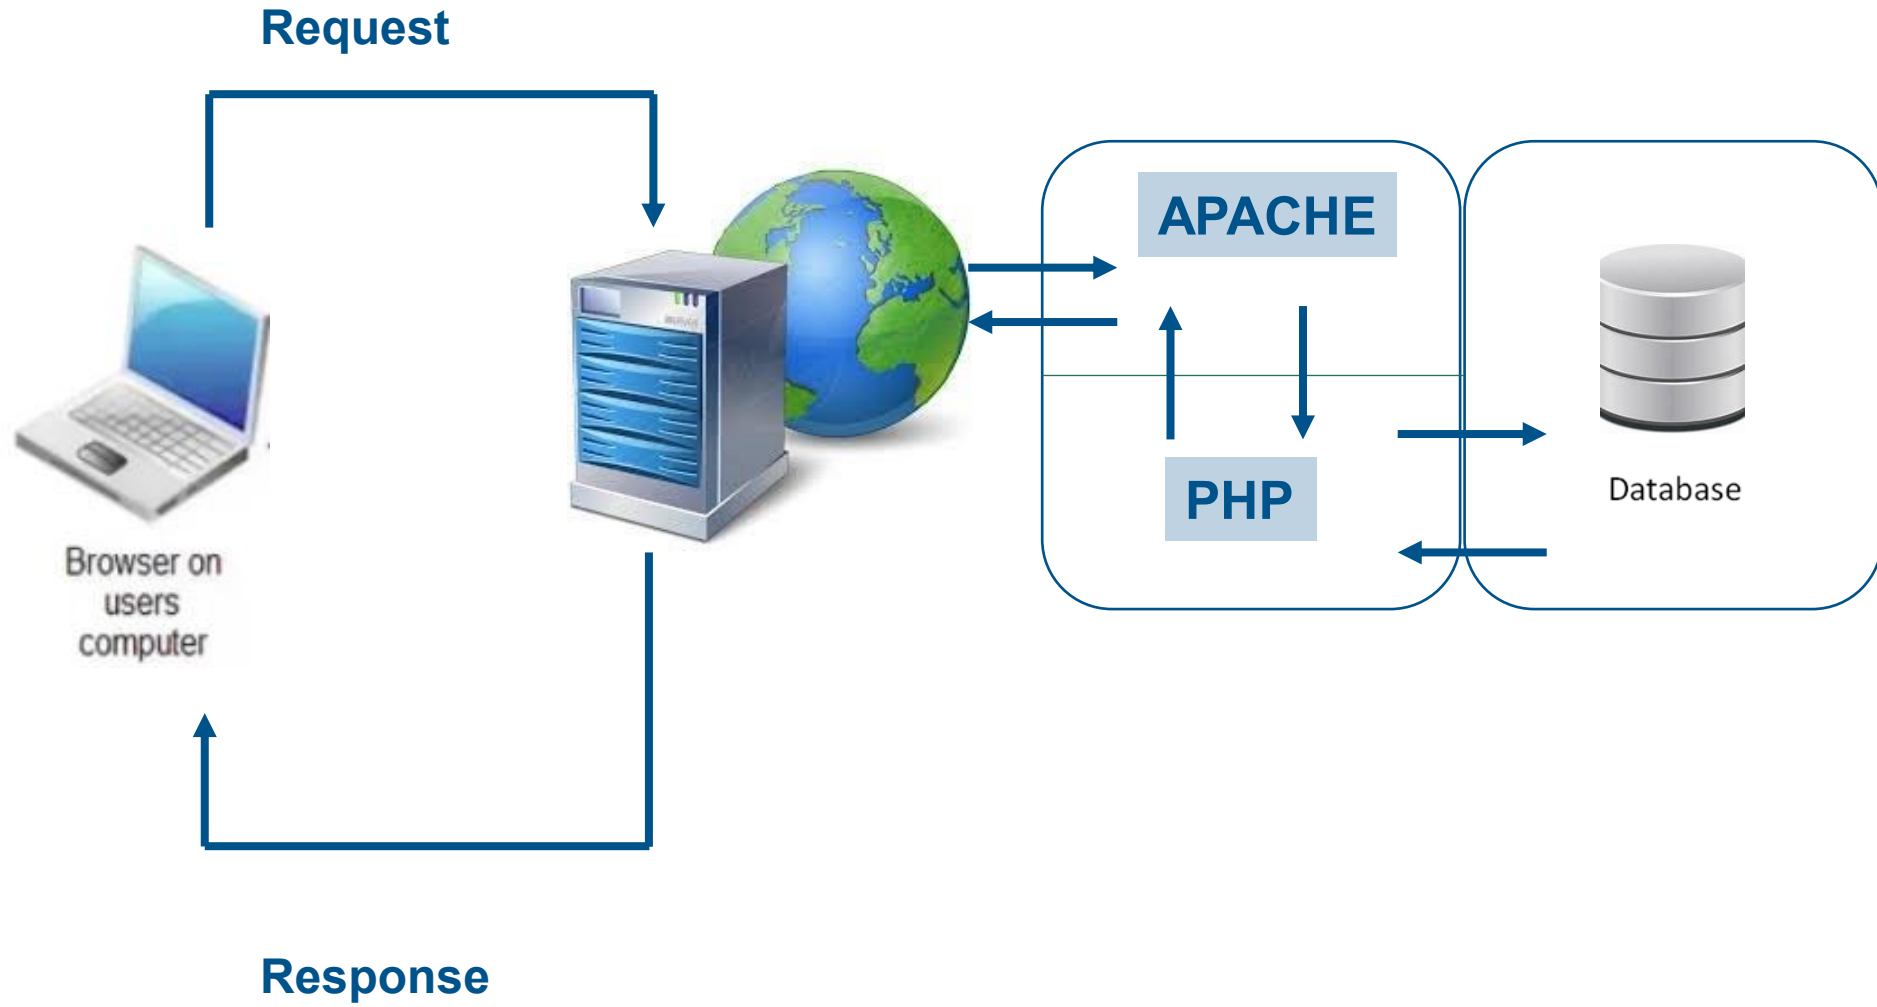 Request
APACHE
PHP
Database
Browser on
users
computer
Response